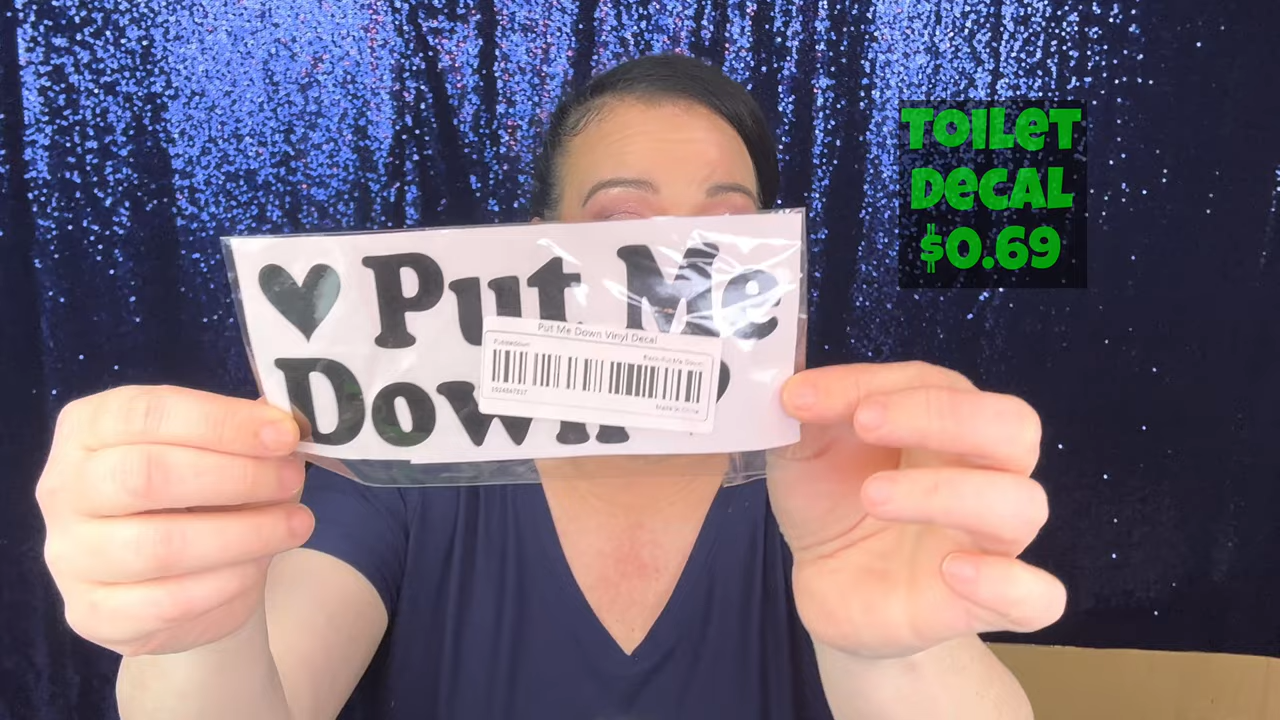 TOILET
DECAL
$0.69
Put Me
Down
Put Me Down Vinyl Decal